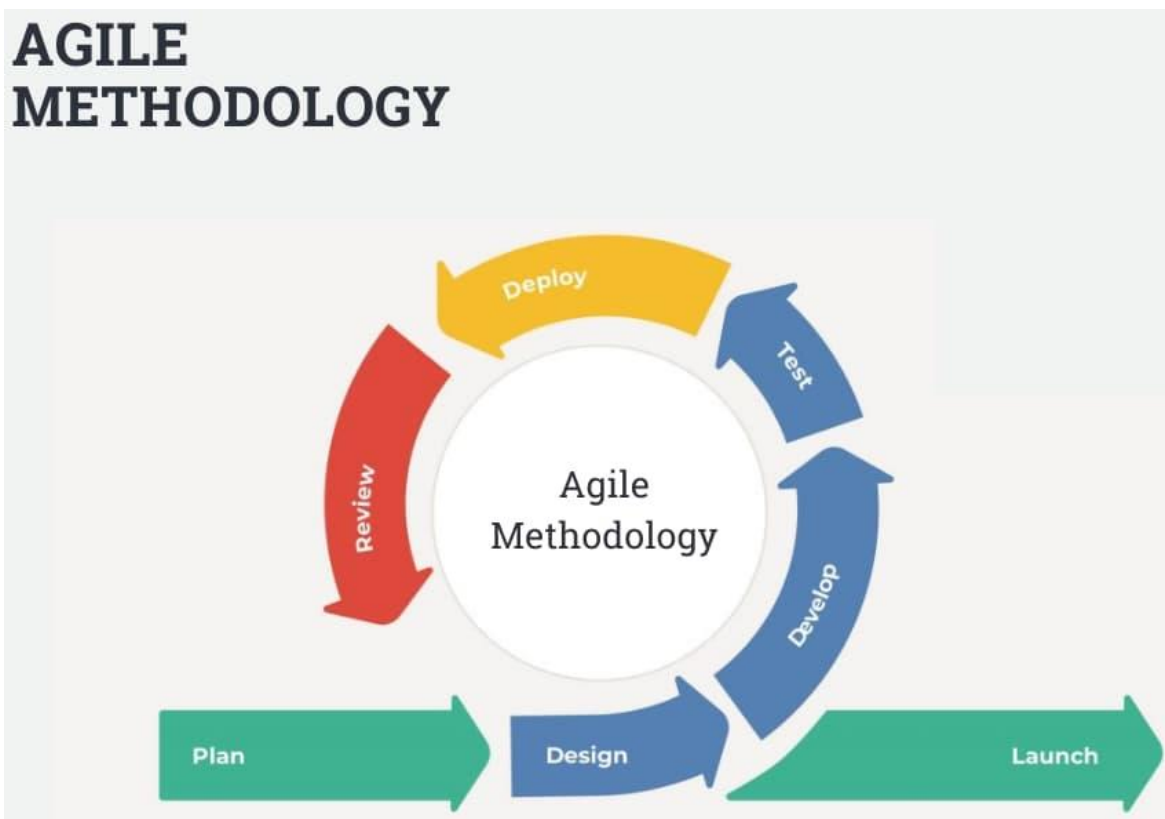 AGILE
METHODOLOGY
Deploy
Test
Review
Agile
Methodology
Develop
Plan
Design
Launch